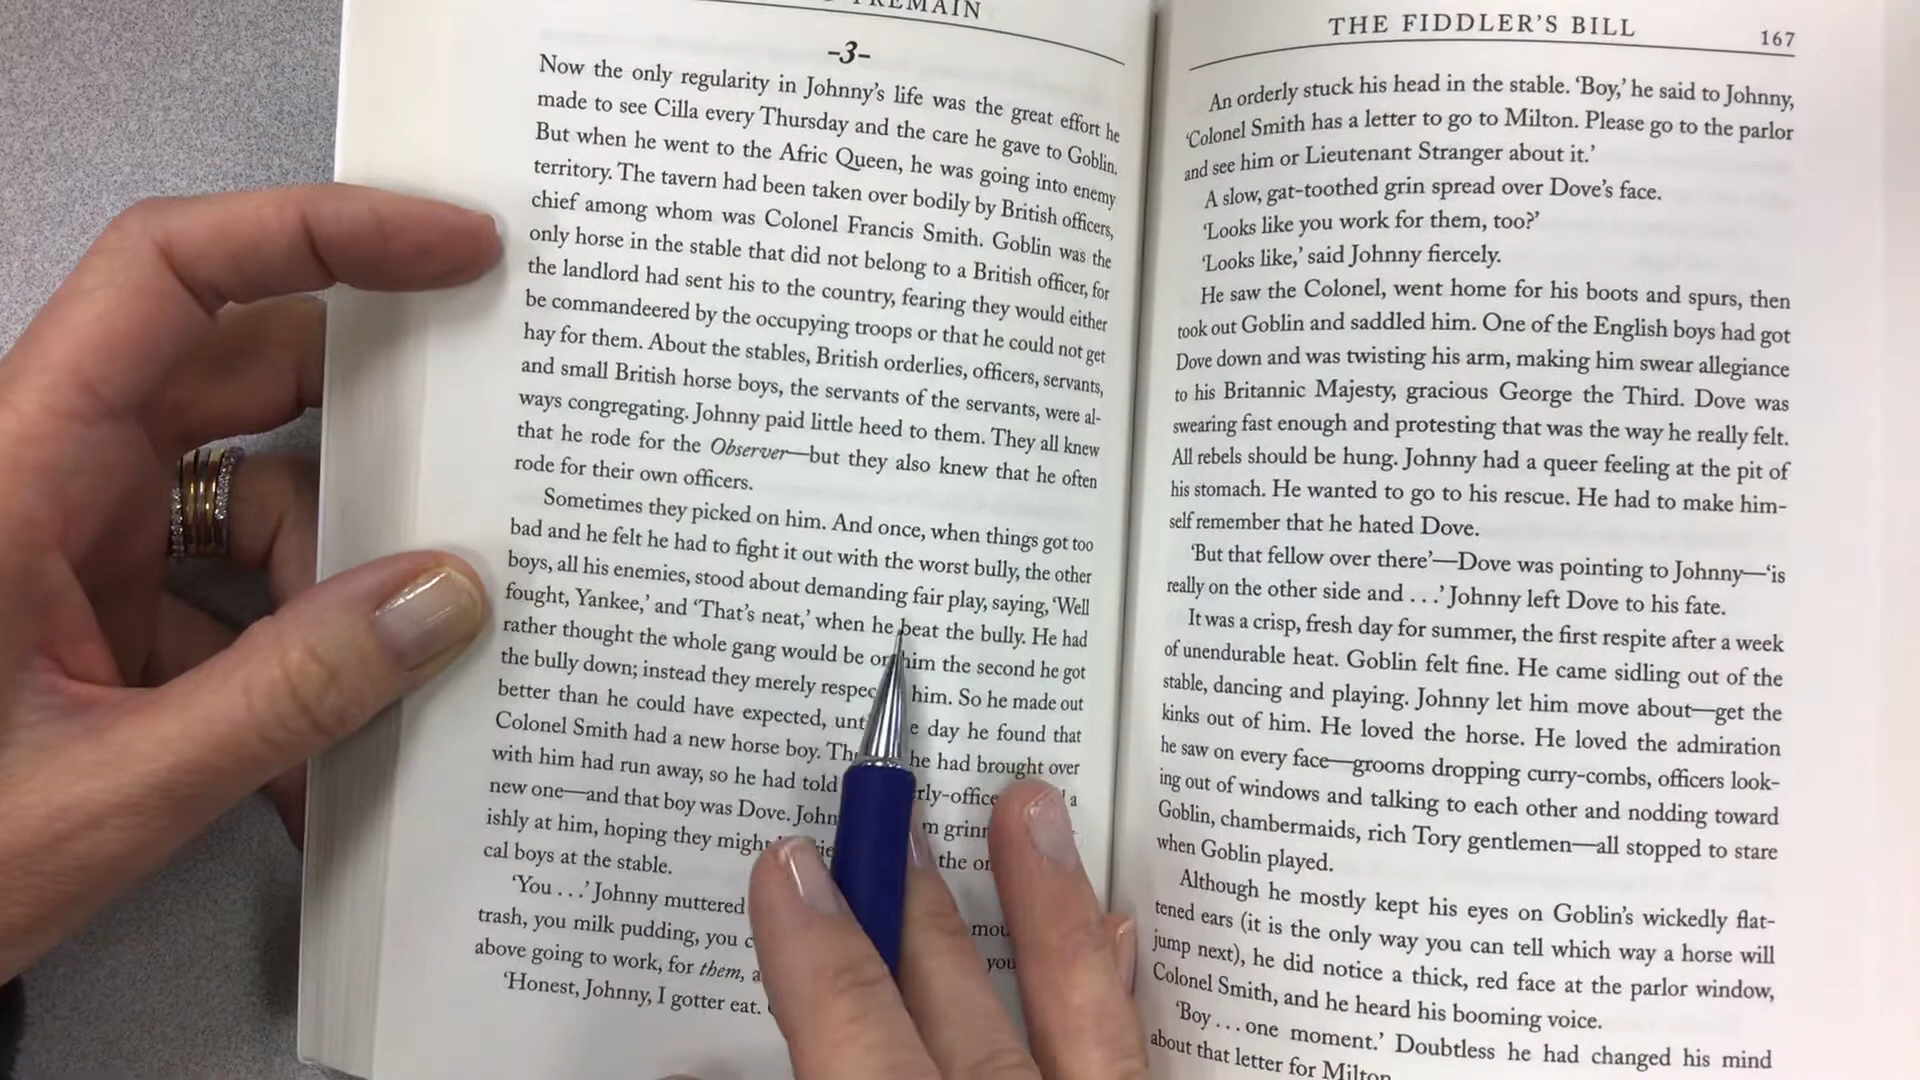 TREMAIN
-3-
Now the only regularity in Johnny's life was the great effort he
made to see Cilla every Thursday and the care he gave to Goblin.
But when he went to the Afric Queen, he was going into enemy
territory. The tavern had been taken over bodily by British officers,
chief among whom was Colonel Francis Smith. Goblin was the
only horse in the stable that did not belong to a British officer, for
the landlord had sent his to the country, fearing they would either
be commandeered by the occupying troops or that he could not get
hay for them. About the stables, British orderlies, officers, servants,
and small British horse boys, the servants of the servants, were al-
ways congregating. Johnny paid little heed to them. They all knew
that he rode for the Observer—but they also knew that he often
rode for their own officers.
Sometimes they picked on him. And once, when things got too
bad and he felt he had to fight it out with the worst bully, the other
boys, all his enemies, stood about demanding fair play, saying, 'Well
fought, Yankee,' and 'That's neat,' when he beat the bully. He had
rather thought the whole gang would be on him the second he got
the bully down; instead they merely respec him. So he made out
better than he could have expected, day he found that
Colonel Smith had a new horse boy. he had brought over
with him had run away, so he had told a
new one—and that boy was Dove.
ishly at him, hoping they might the
cal boys at the stable.
'You . . .' Johnny muttered
trash, you milk pudding, you
above going to work, for them, you
'Honest, Johnny, I gotter eat.
THE FIDDLER'S BILL 167
An orderly stuck his head in the stable. 'Boy,' he said to Johnny,
'Colonel Smith has a letter to go to Milton. Please go to the parlor
and see him or Lieutenant Stranger about it.'
A slow, gat-toothed grin spread over Dove's face.
'Looks like you work for them, too?'
'Looks like,' said Johnny fiercely.
He saw the Colonel, went home for his boots and spurs, then
took out Goblin and saddled him. One of the English boys had got
Dove down and was twisting his arm, making him swear allegiance
to his Britannic Majesty, gracious George the Third. Dove was
swearing fast enough and protesting that was the way he really felt.
All rebels should be hung. Johnny had a queer feeling at the pit of
his stomach. He wanted to go to his rescue. He had to make him-
self remember that he hated Dove.
'But that fellow over there'—Dove was pointing to Johnny—'is
really on the other side and . . .' Johnny left Dove to his fate.
It was a crisp, fresh day for summer, the first respite after a week
of unendurable heat. Goblin felt fine. He came sidling out of the
stable, dancing and playing. Johnny let him move about—get the
kinks out of him. He loved the horse. He loved the admiration
he saw on every face—grooms dropping curry-combs, officers look-
ing out of windows and talking to each other and nodding toward
Goblin, chambermaids, rich Tory gentlemen—all stopped to stare
when Goblin played.
Although he mostly kept his eyes on Goblin's wickedly flat-
tened ears (it is the only way you can tell which way a horse will
jump next), he did notice a thick, red face at the parlor window,
Colonel Smith, and he heard his booming voice.
'Boy . . . one moment.' Doubtless he had changed his mind
about that letter for Milton